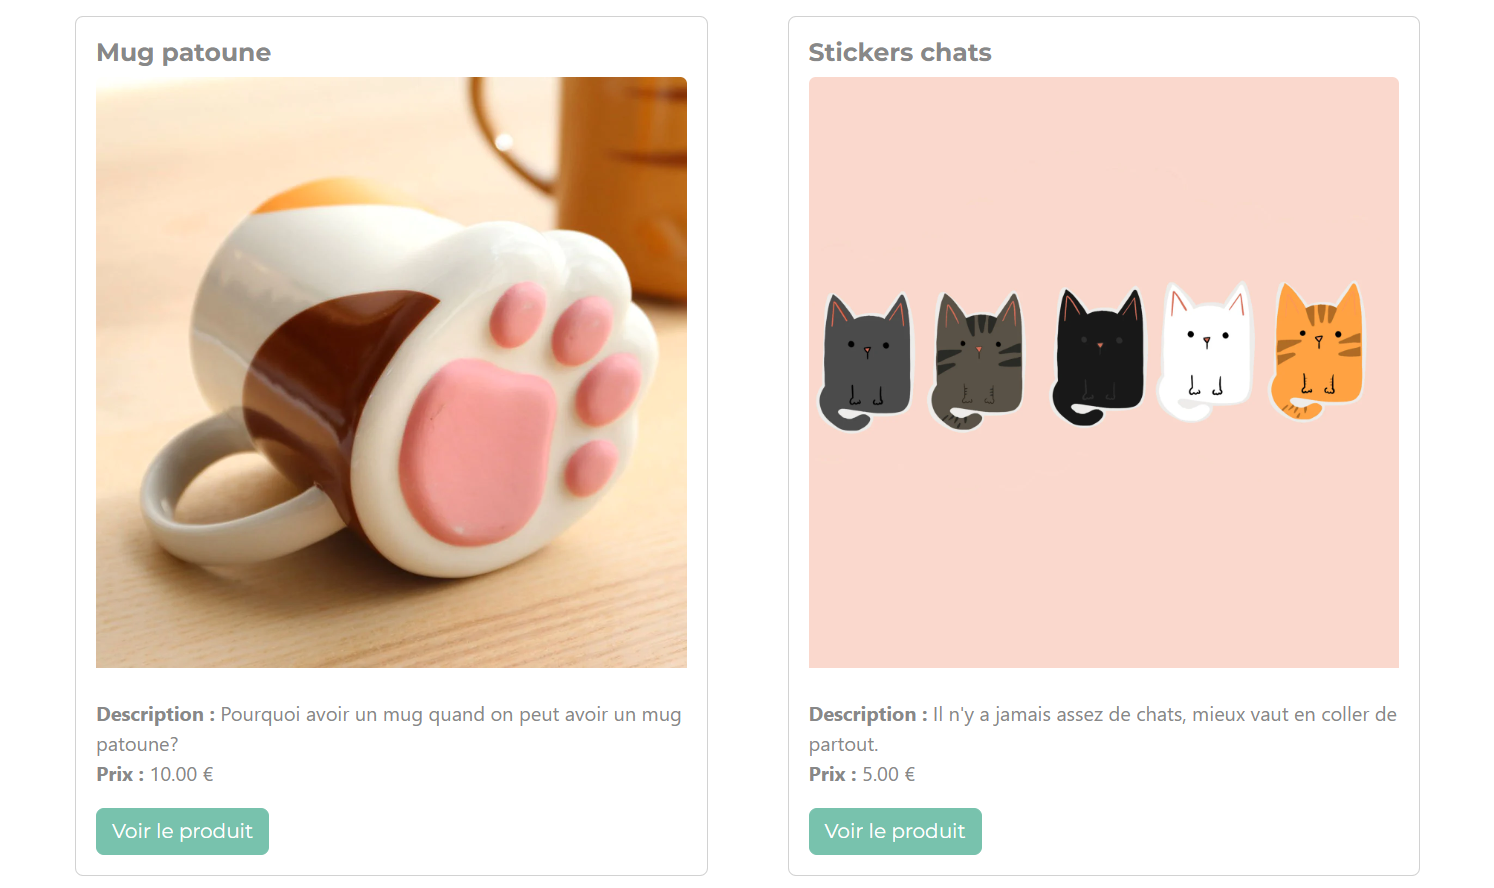 Mug patoune
Description : Pourquoi avoir un mug quand on peut avoir un mug
patoune?
Prix : 10.00 €
Voir le produit
Stickers chats
Description : Il n'y a jamais assez de chats, mieux vaut en coller de
partout.
Prix : 5.00 €
Voir le produit